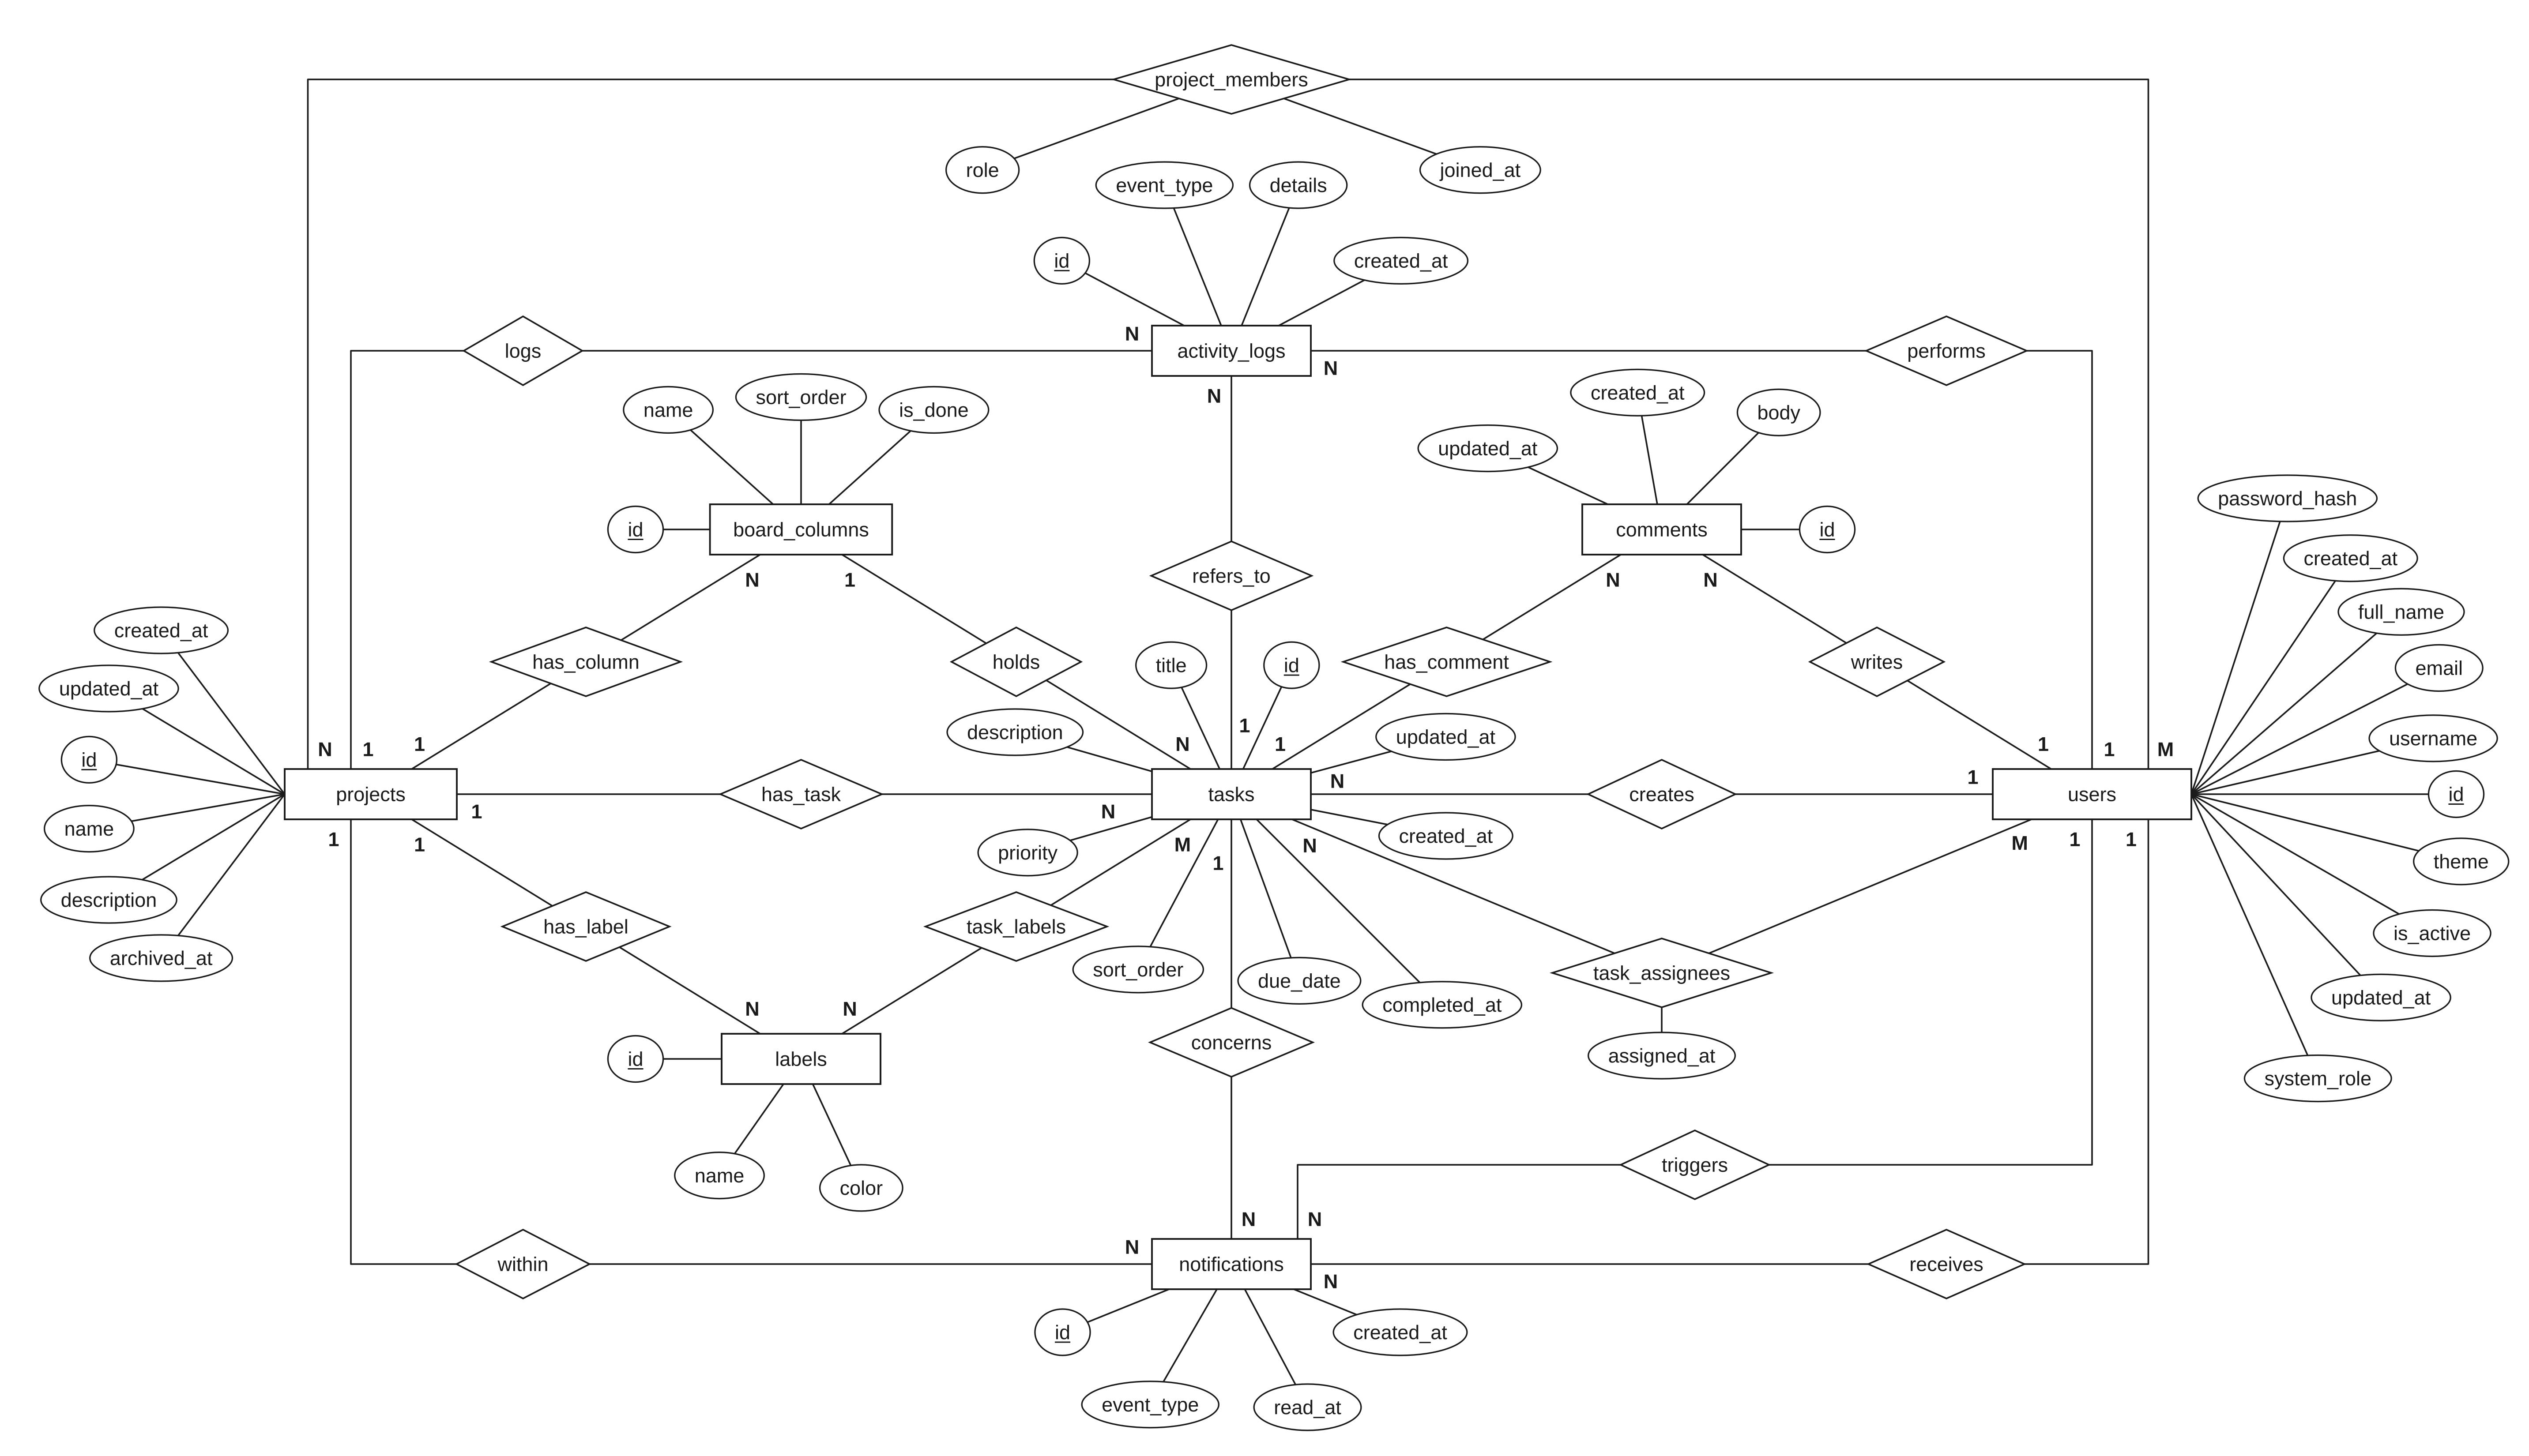 project_members
role
joined_at
event_type
details
id
created_at
logs
N
activity_logs
N
performs
N
name
sort_order
is_done
updated_at
created_at
body
id
board_columns
comments
id
N
1
refers_to
N
N
password_hash
created_at
full_name
email
username
id
theme
is_active
updated_at
system_role
created_at
updated_at
id
name
description
archived_at
has_column
holds
title
id
has_comment
writes
description
updated_at
N
1
1
N
1
1
1
1
M
projects
has_task
tasks
N
creates
1
users
1
1
1
N
priority
M
1
N
created_at
M
1
1
has_label
task_labels
sort_order
due_date
completed_at
task_assignees
assigned_at
N
N
id
labels
concerns
name
color
triggers
N
N
within
N
notifications
N
receives
id
created_at
event_type
read_at